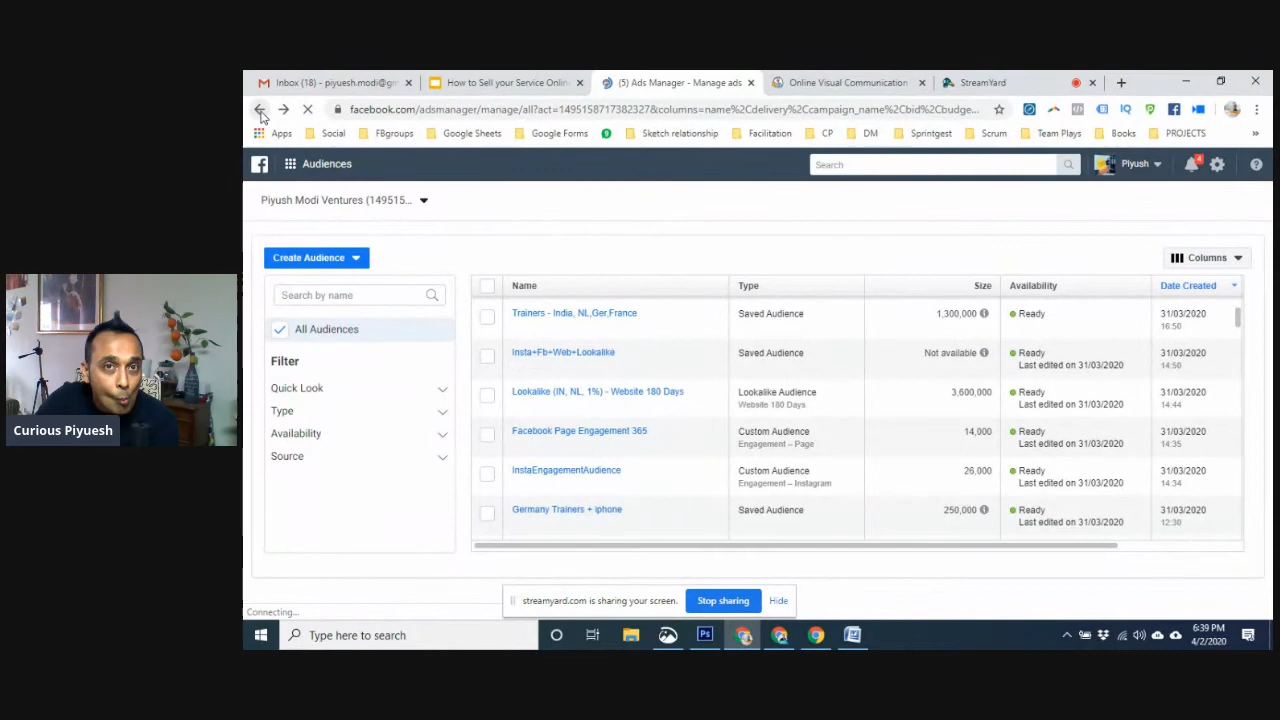 Inbox (18) - piyuesh.modi@gm
How to Sell your Service Onlin
(5) Ads Manager - Manage ads
Online Visual Communication
StreamYard
facebook.com/adsmanager/manage/all?act=1495158717382327&columns=name%2Cdelivery%2Ccampaign_name%2Cbid%2Cbudge...
Apps
Social
FBgroups
Google Sheets
Google Forms
Sketch relationship
Facilitation
CP
DM
Sprintgest
Scrum
Team Plays
Books
PROJECTS
Audiences
Search
Piyush
4
Piyush Modi Ventures (149515...
Create Audience
Columns
Search by name
All Audiences
Filter
Quick Look
Type
Availability
Source
Name Type Size Availability Date Created
Trainers - India, NL,Ger,France Saved Audience 1,300,000 Ready 31/03/2020
16:50
Insta+Fb+Web+Lookalike Saved Audience Not available Ready 31/03/2020
Last edited on 31/03/2020 14:50
Lookalike (IN, NL, 1%) - Website 180 Days Lookalike Audience 3,600,000 Ready 31/03/2020
Website 180 Days Last edited on 31/03/2020 14:44
Facebook Page Engagement 365 Custom Audience 14,000 Ready 31/03/2020
Engagement – Page Last edited on 31/03/2020 14:35
InstaEngagementAudience Custom Audience 26,000 Ready 31/03/2020
Engagement – Instagram Last edited on 31/03/2020 14:34
Germany Trainers + iphone Saved Audience 250,000 Ready 31/03/2020
Last edited on 31/03/2020 12:30
Curious Piyuesh
streamyard.com is sharing your screen. Stop sharing Hide
Connecting...
Type here to search
Ps
6:39 PM
4/2/2020